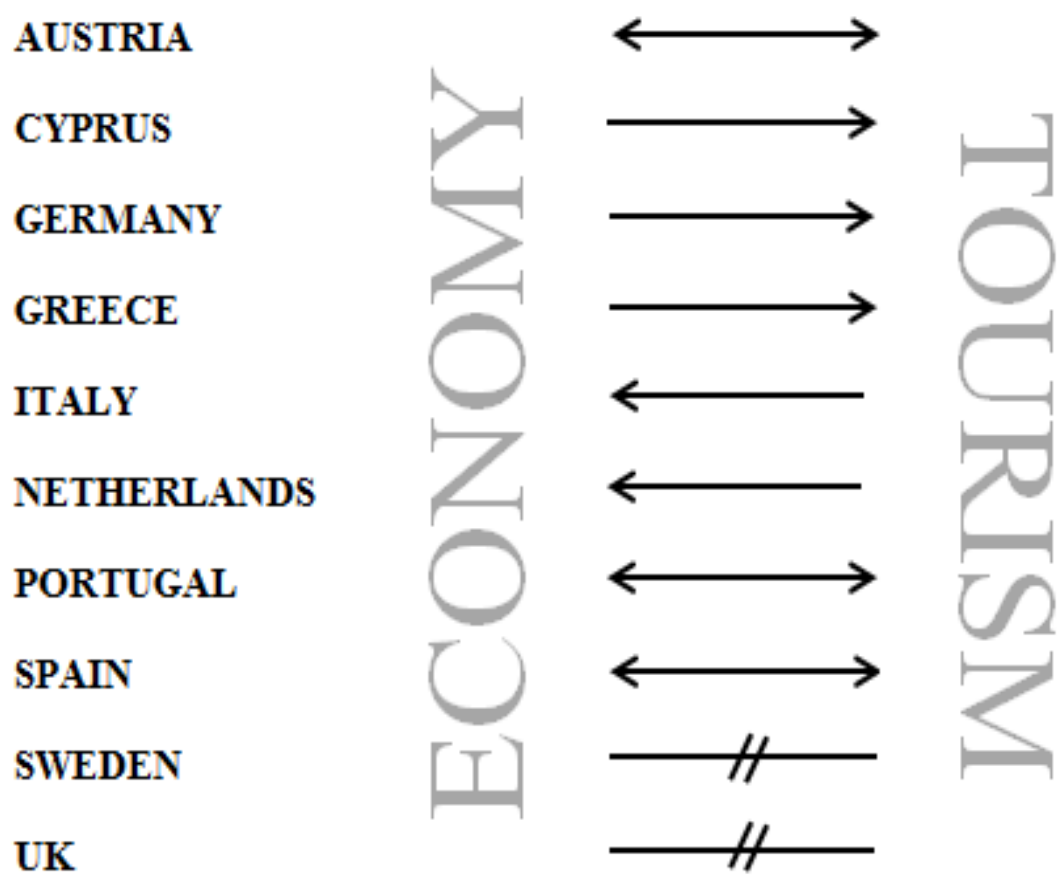 AUSTRIA
CYPRUS
GERMANY
GREECE
ITALY
NETHERLANDS
PORTUGAL
SPAIN
SWEDEN
UK
ECONOMY
TOURISM